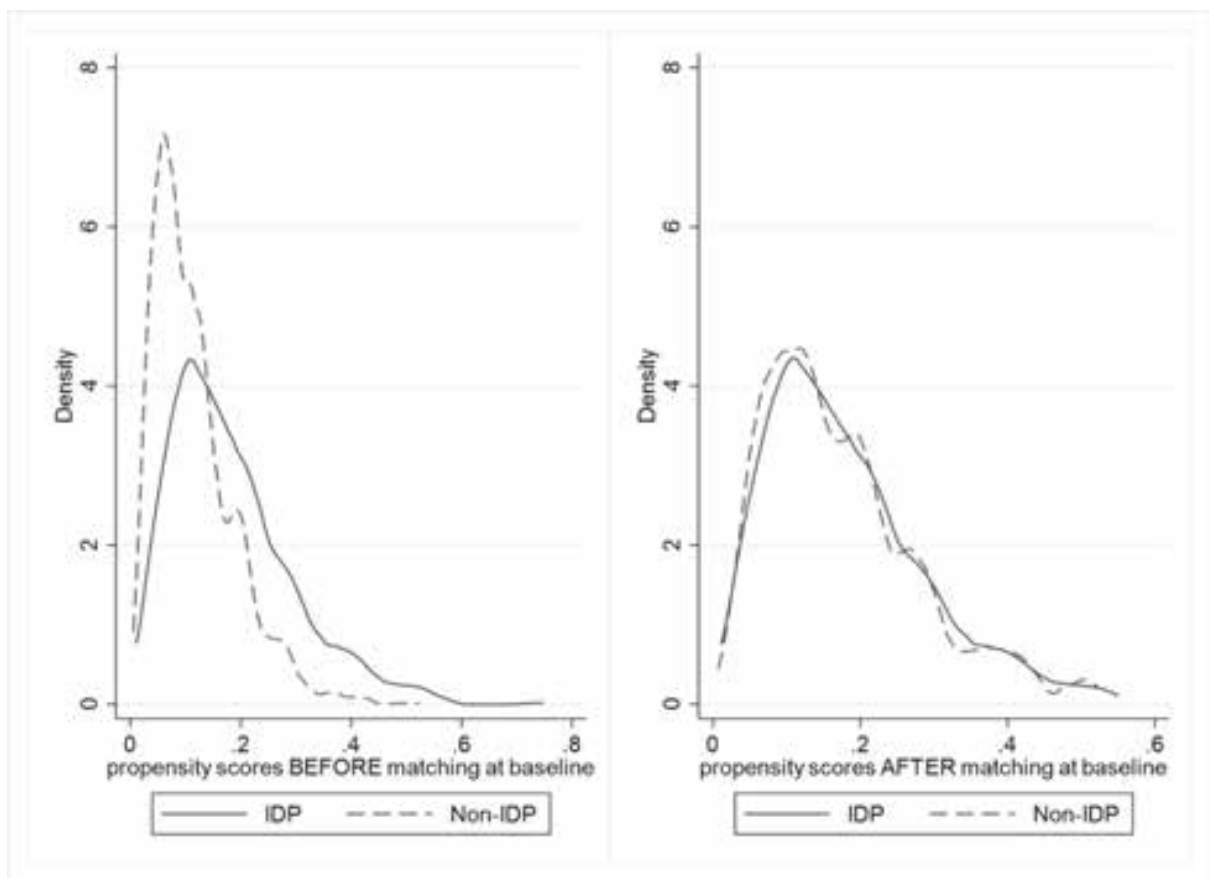 8
6
4
2
0
Density
0 .2 .4 .6 .8
propensity scores BEFORE matching at baseline
IDP Non-IDP
8
6
4
2
0
Density
0 .2 .4 .6
propensity scores AFTER matching at baseline
IDP Non-IDP